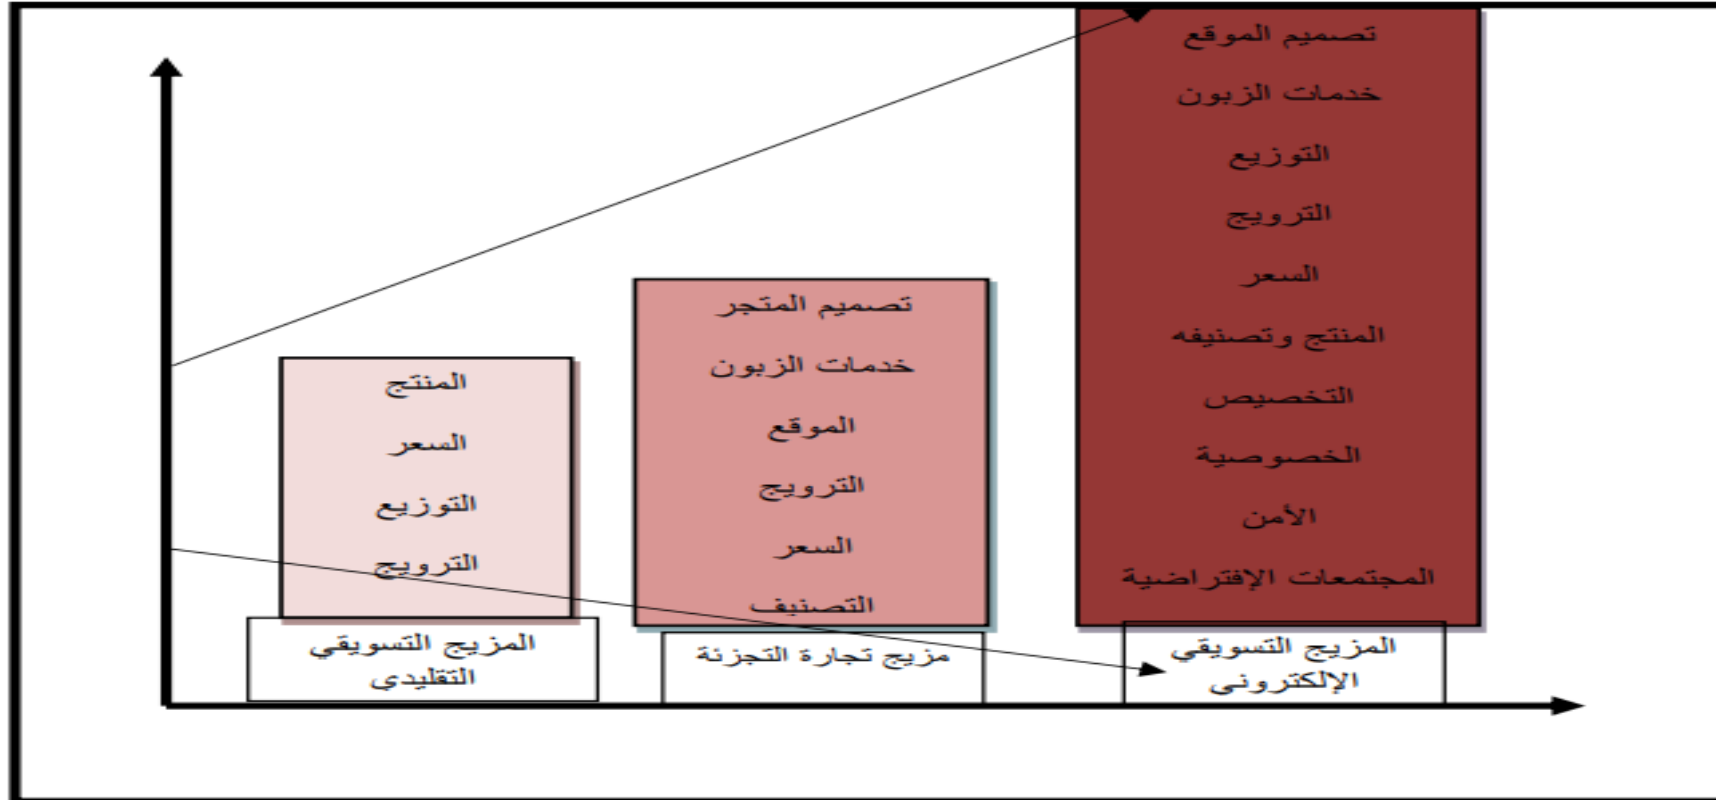 تصميم الموقع
خدمات الزبون
التوزيع
الترويج
السعر
المنتج وتصنيفه
التخصيص
الخصوصية
الأمن
المجتمعات الإفتراضية
المزيج التسويقي
الإلكتروني
تصميم المتجر
خدمات الزبون
الموقع
الترويج
السعر
التصنيف
مزيج تجارة التجزئة
المنتج
السعر
التوزيع
الترويج
المزيج التسويقي
التقليدي